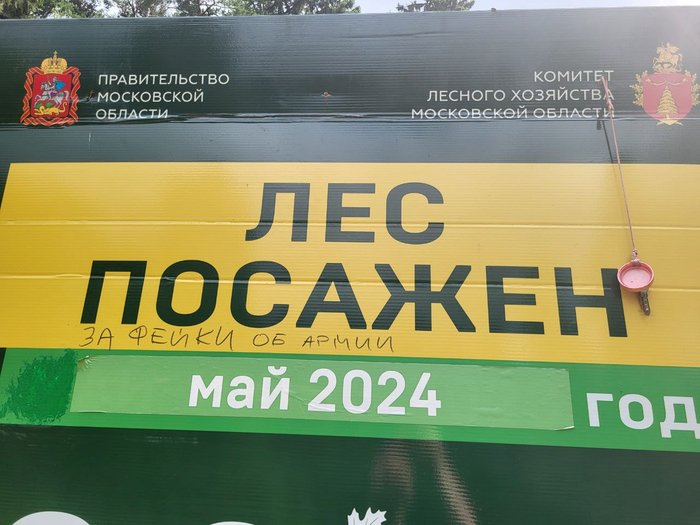 ПРАВИТЕЛЬСТВО
МОСКОВСКОЙ
ОБЛАСТИ
КОМИТЕТ
ЛЕСНОГО ХОЗЯЙСТВА
МОСКОВСКОЙ ОБЛАСТИ
ЛЕС
ПОСАЖЕН
ЗА ФЕЙКИ ОБ АРМИИ
май 2024 год